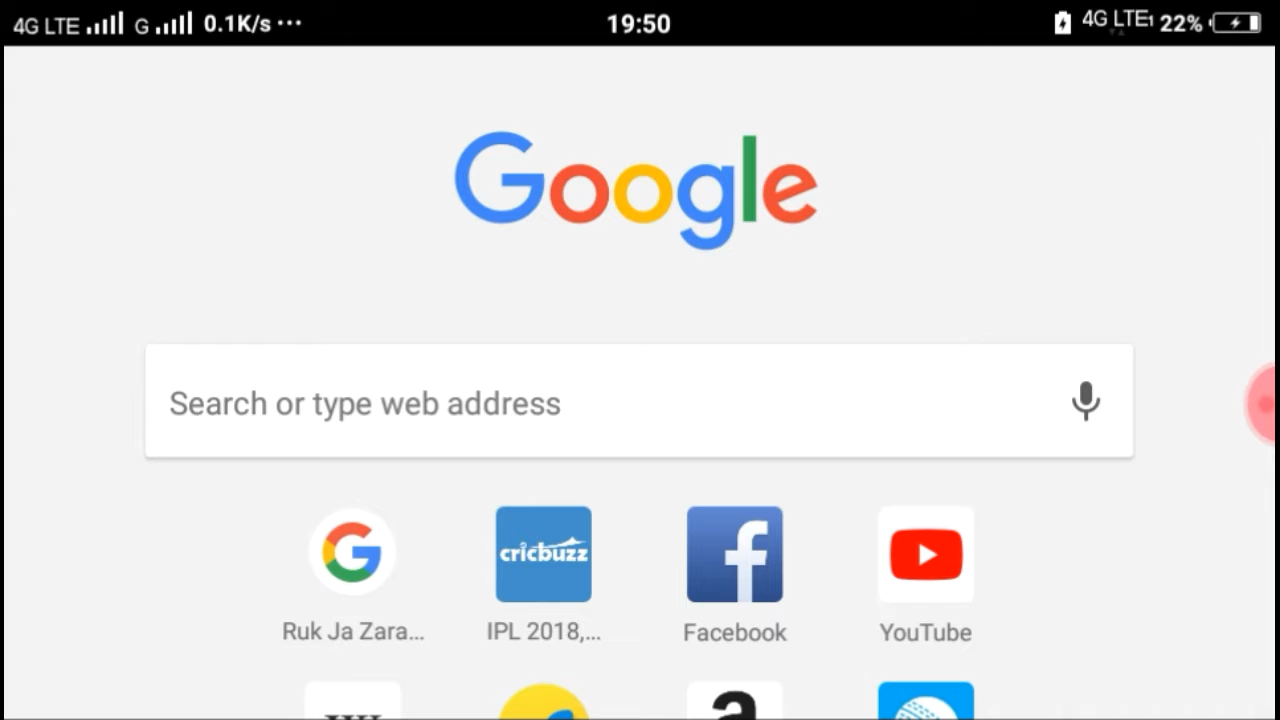 4G LTE G 0.1K/s ··· 19:50 4G LTE1 22%
Google
Search or type web address
cricbuzz
Ruk Ja Zara... IPL 2018,... Facebook YouTube
a